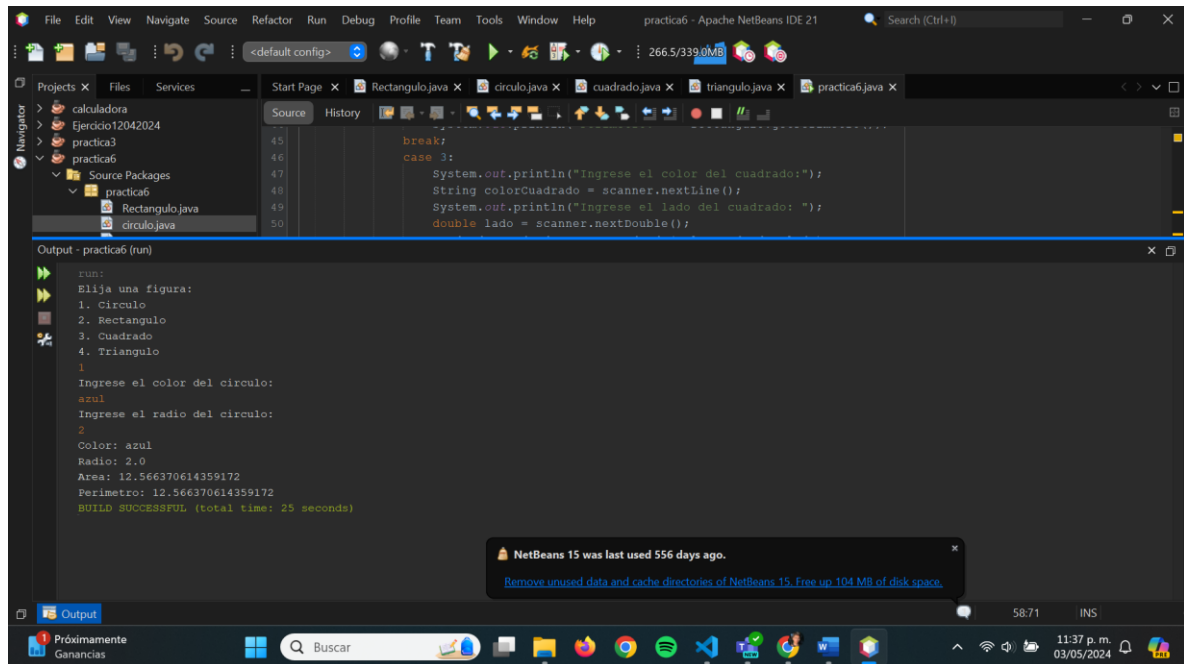 File Edit View Navigate Source Refactor Run Debug Profile Team Tools Window Help practica6 - Apache NetBeans IDE 21 Search (Ctrl+I)
<default config> 266.5/339.0MB
Projects Files Services Start Page Rectangulo.java circulo.java cuadrado.java triangulo.java practica6.java
Navigator
calculadora
Ejercicio12042024
practica3
practica6
Source Packages
practica6
Rectangulo.java
circulo.java
Source History
45 break;
46 case 3:
47 System.out.println("Ingrese el color del cuadrado:");
48 String colorCuadrado = scanner.nextLine();
49 System.out.println("Ingrese el lado del cuadrado: ");
50 double lado = scanner.nextDouble();
Output - practica6 (run)
run:
Elija una figura:
1. Circulo
2. Rectangulo
3. Cuadrado
4. Triangulo
1
Ingrese el color del circulo:
azul
Ingrese el radio del circulo:
2
Color: azul
Radio: 2.0
Area: 12.566370614359172
Perimetro: 12.566370614359172
BUILD SUCCESSFUL (total time: 25 seconds)
NetBeans 15 was last used 556 days ago.
Remove unused data and cache directories of NetBeans 15. Free up 104 MB of disk space.
Output 58:71 INS
1 Próximamente
Ganancias
Buscar
11:37 p. m.
03/05/2024
PRE